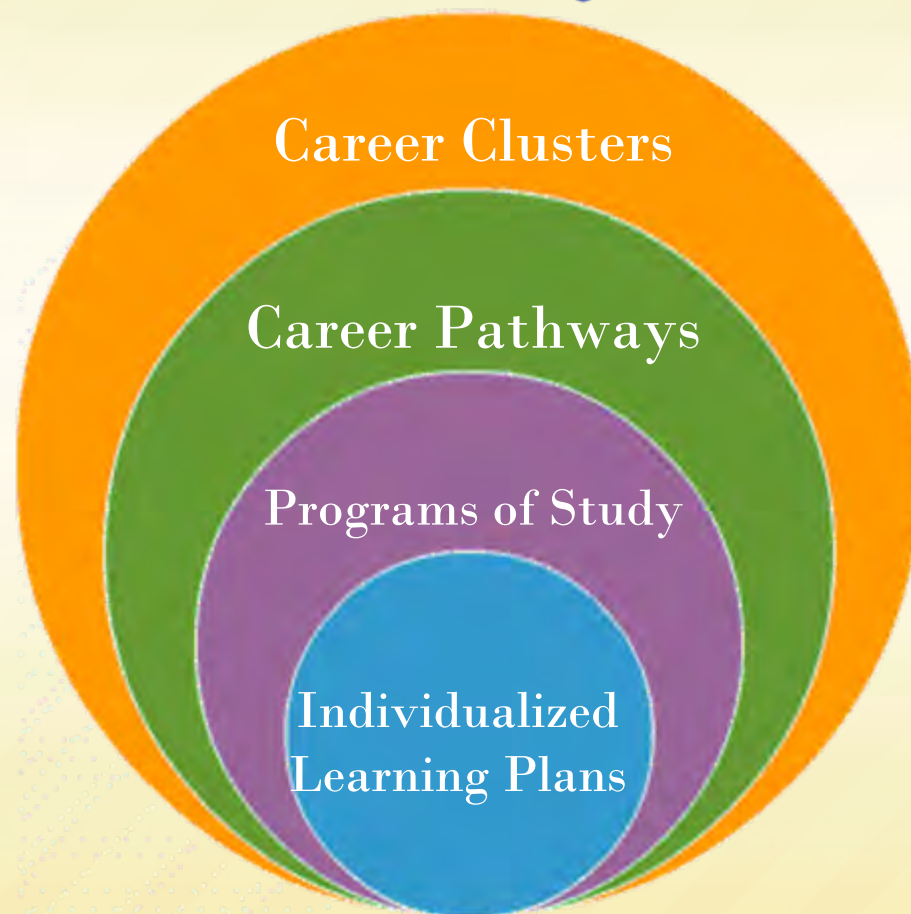 Career Clusters
Career Pathways
Programs of Study
Individualized
Learning Plans